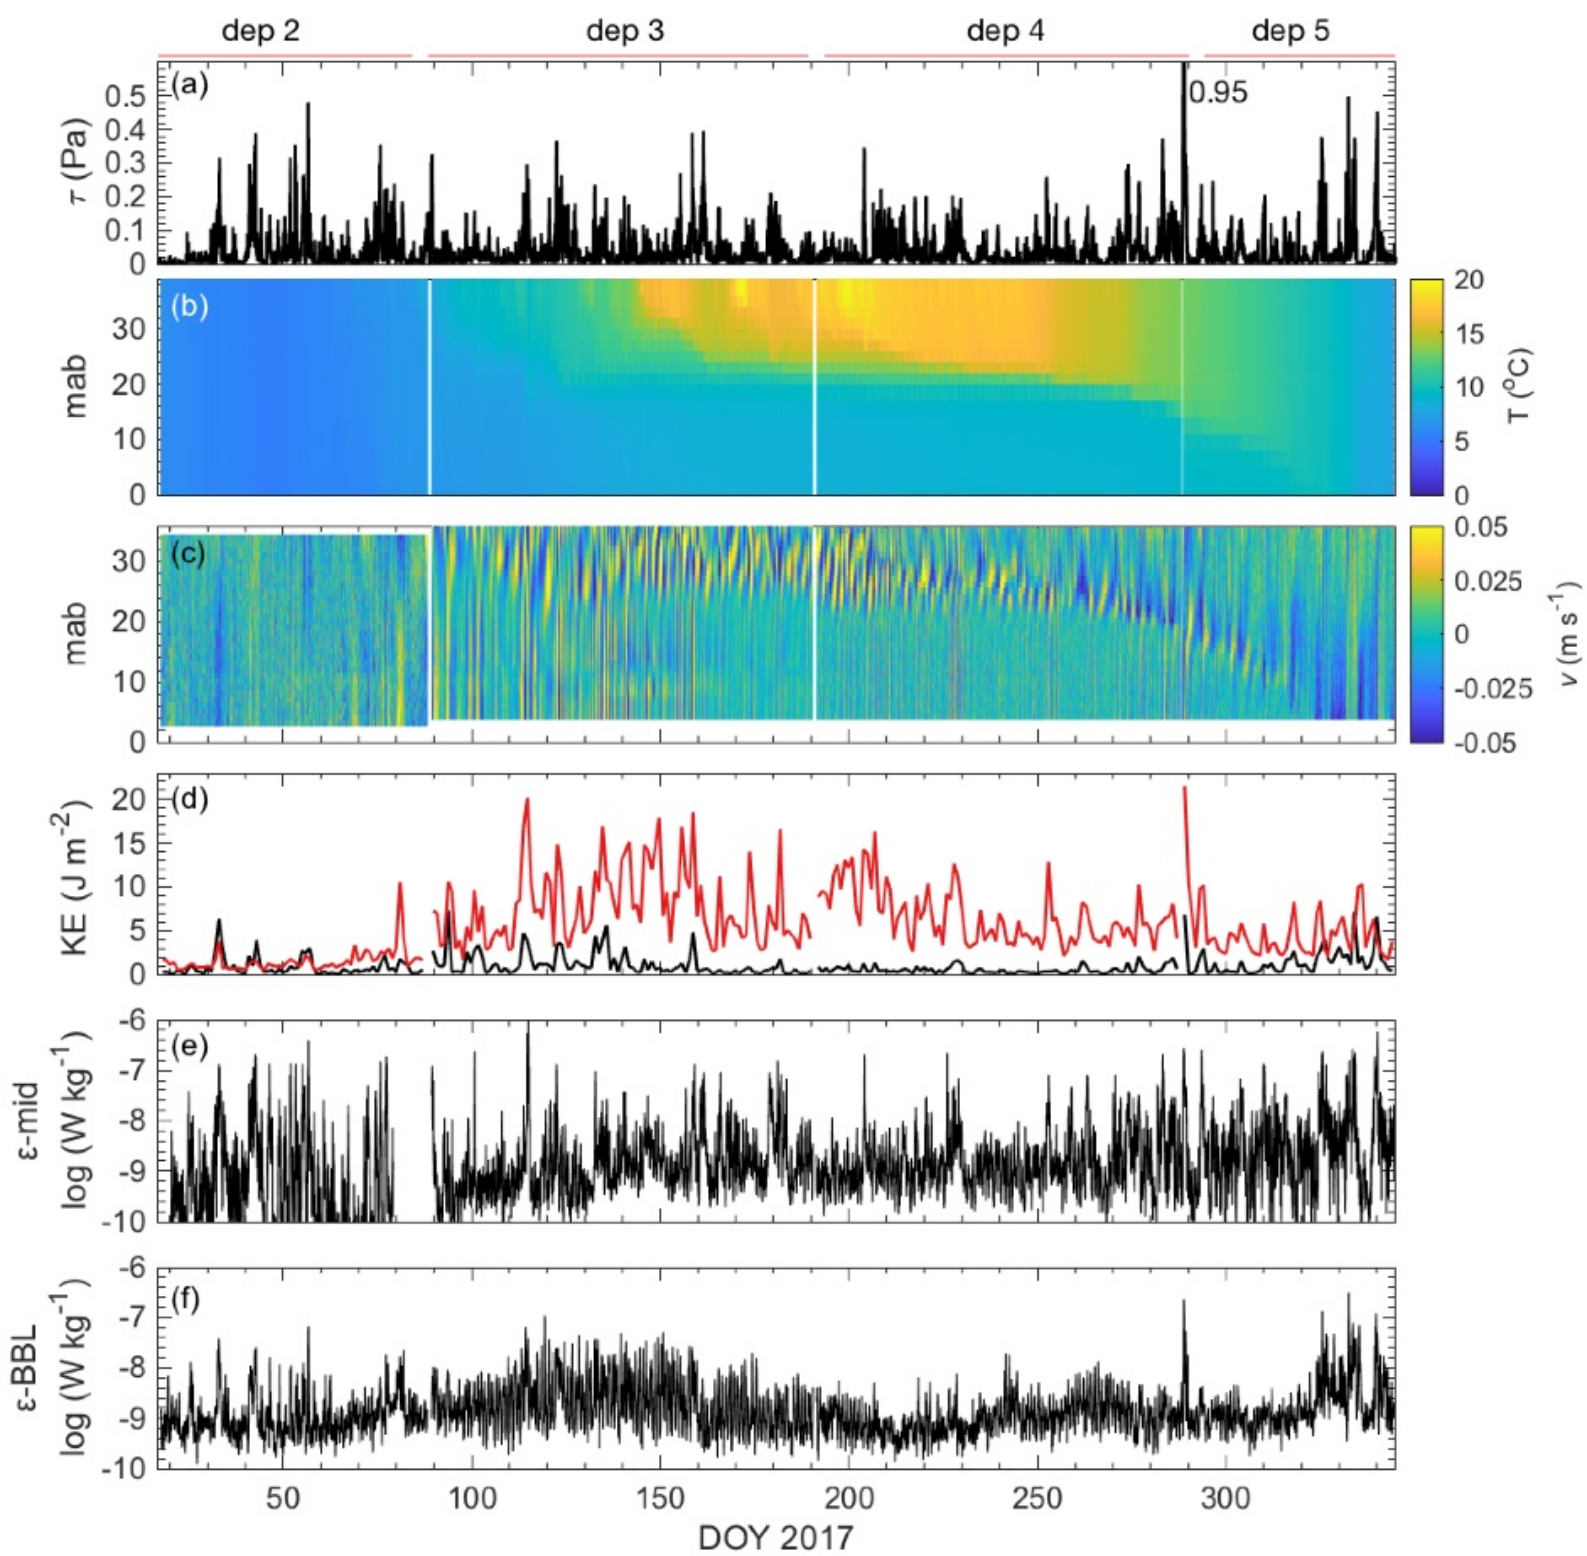 dep 2 dep 3 dep 4 dep 5
(a)
0.95
0.5
0.4
0.3
0.2
0.1
0
τ (Pa)
(b)
30
20
10
0
mab
20
15
10
5
0
T (°C)
(c)
30
20
10
0
mab
0.05
0.025
0
-0.025
-0.05
v (m s⁻¹)
(d)
20
15
10
5
0
KE (J m⁻²)
(e)
-6
-7
-8
-9
-10
ε-mid
log (W kg⁻¹)
(f)
-6
-7
-8
-9
-10
ε-BBL
log (W kg⁻¹)
50 100 150 200 250 300
DOY 2017